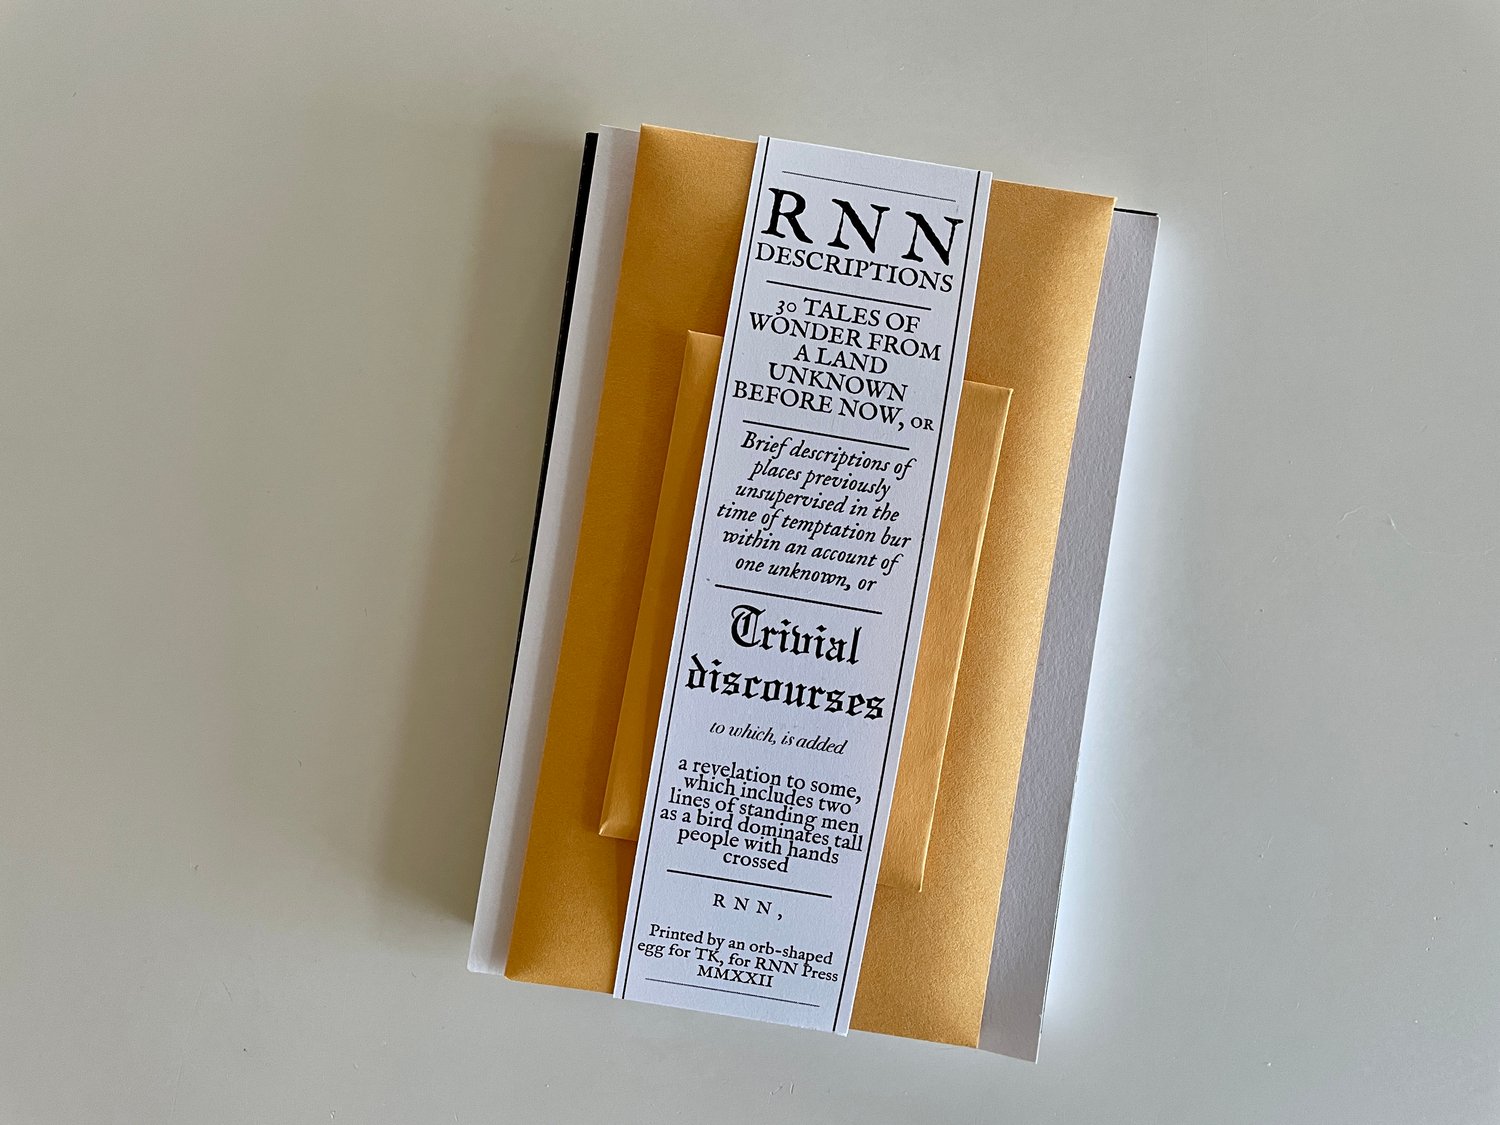 RNN
DESCRIPTIONS
30 TALES OF
WONDER FROM
A LAND
UNKNOWN
BEFORE NOW, OR
Brief descriptions of
places previously
unsupervised in the
time of temptation bur
within an account of
one unknown, or
Trivial
discourses
to which, is added
a revelation to some,
which includes two
lines of standing men
as a bird dominates tall
people with hands
crossed
RNN,
Printed by an orb-shaped
egg for TK, for RNN Press
MMXXII